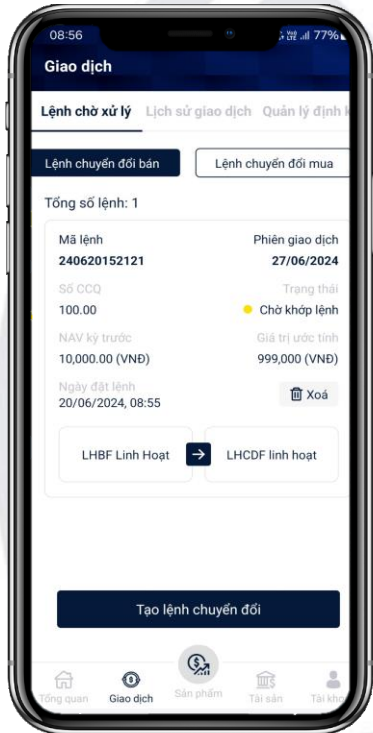 08:56 77%
Giao dịch
Lệnh chờ xử lý Lịch sử giao dịch Quản lý định
Lệnh chuyển đổi bán Lệnh chuyển đổi mua
Tổng số lệnh: 1
Mã lệnh Phiên giao dịch
240620152121 27/06/2024
Số CCQ Trạng thái
100.00 Chờ khớp lệnh
NAV kỳ trước Giá trị ước tính
10,000.00 (VNĐ) 999,000 (VNĐ)
Ngày đặt lệnh
20/06/2024, 08:55 Xoá
LHBF Linh Hoạt LHCDF linh hoạt
Tạo lệnh chuyển đổi
Tổng quan Giao dịch Sản phẩm Tài sản Tài kho